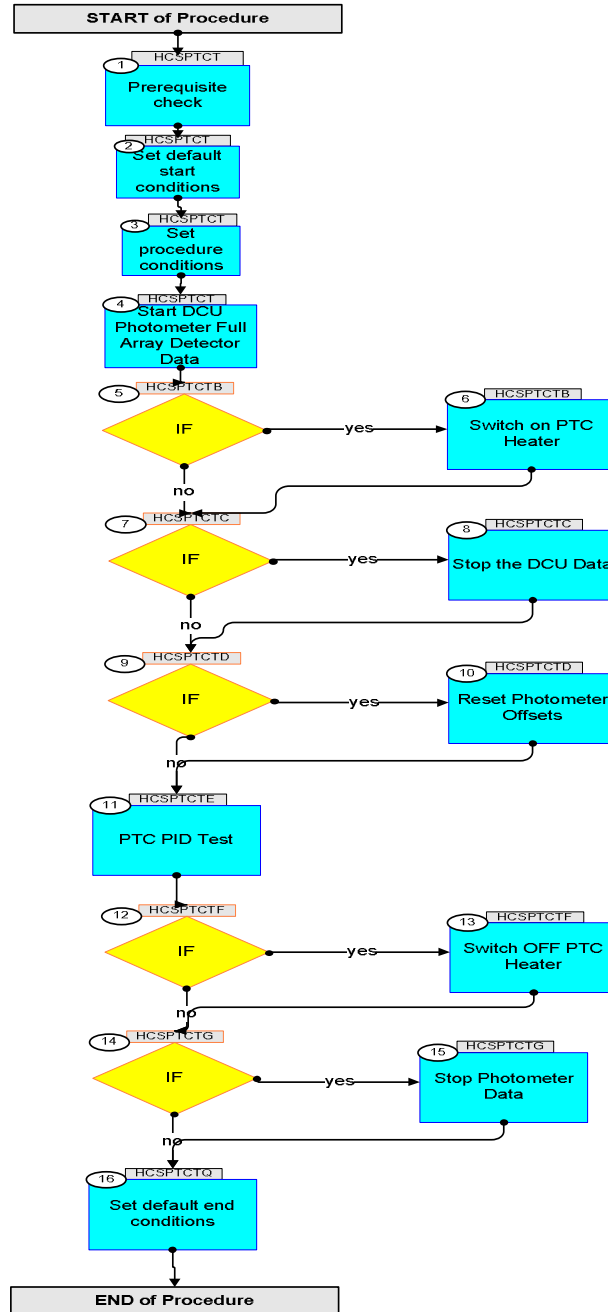 START of Procedure
HCSPTCT
1
Prerequisite
check
HCSPTCT
2
Set default
start
conditions
HCSPTCT
3
Set
procedure
conditions
HCSPTCT
4
Start DCU
Photometer Full
Array Detector
Data
HCSPTCTB
5
IF
yes
no
HCSPTCTB
6
Switch on PTC
Heater
HCSPTCTC
7
IF
yes
no
HCSPTCTC
8
Stop the DCU Data
HCSPTCTD
9
IF
yes
no
HCSPTCTD
10
Reset Photometer
Offsets
HCSPTCTE
11
PTC PID Test
HCSPTCTF
12
IF
yes
no
HCSPTCTF
13
Switch OFF PTC
Heater
HCSPTCTG
14
IF
yes
no
HCSPTCTG
15
Stop Photometer
Data
HCSPTCTQ
16
Set default end
conditions
END of Procedure